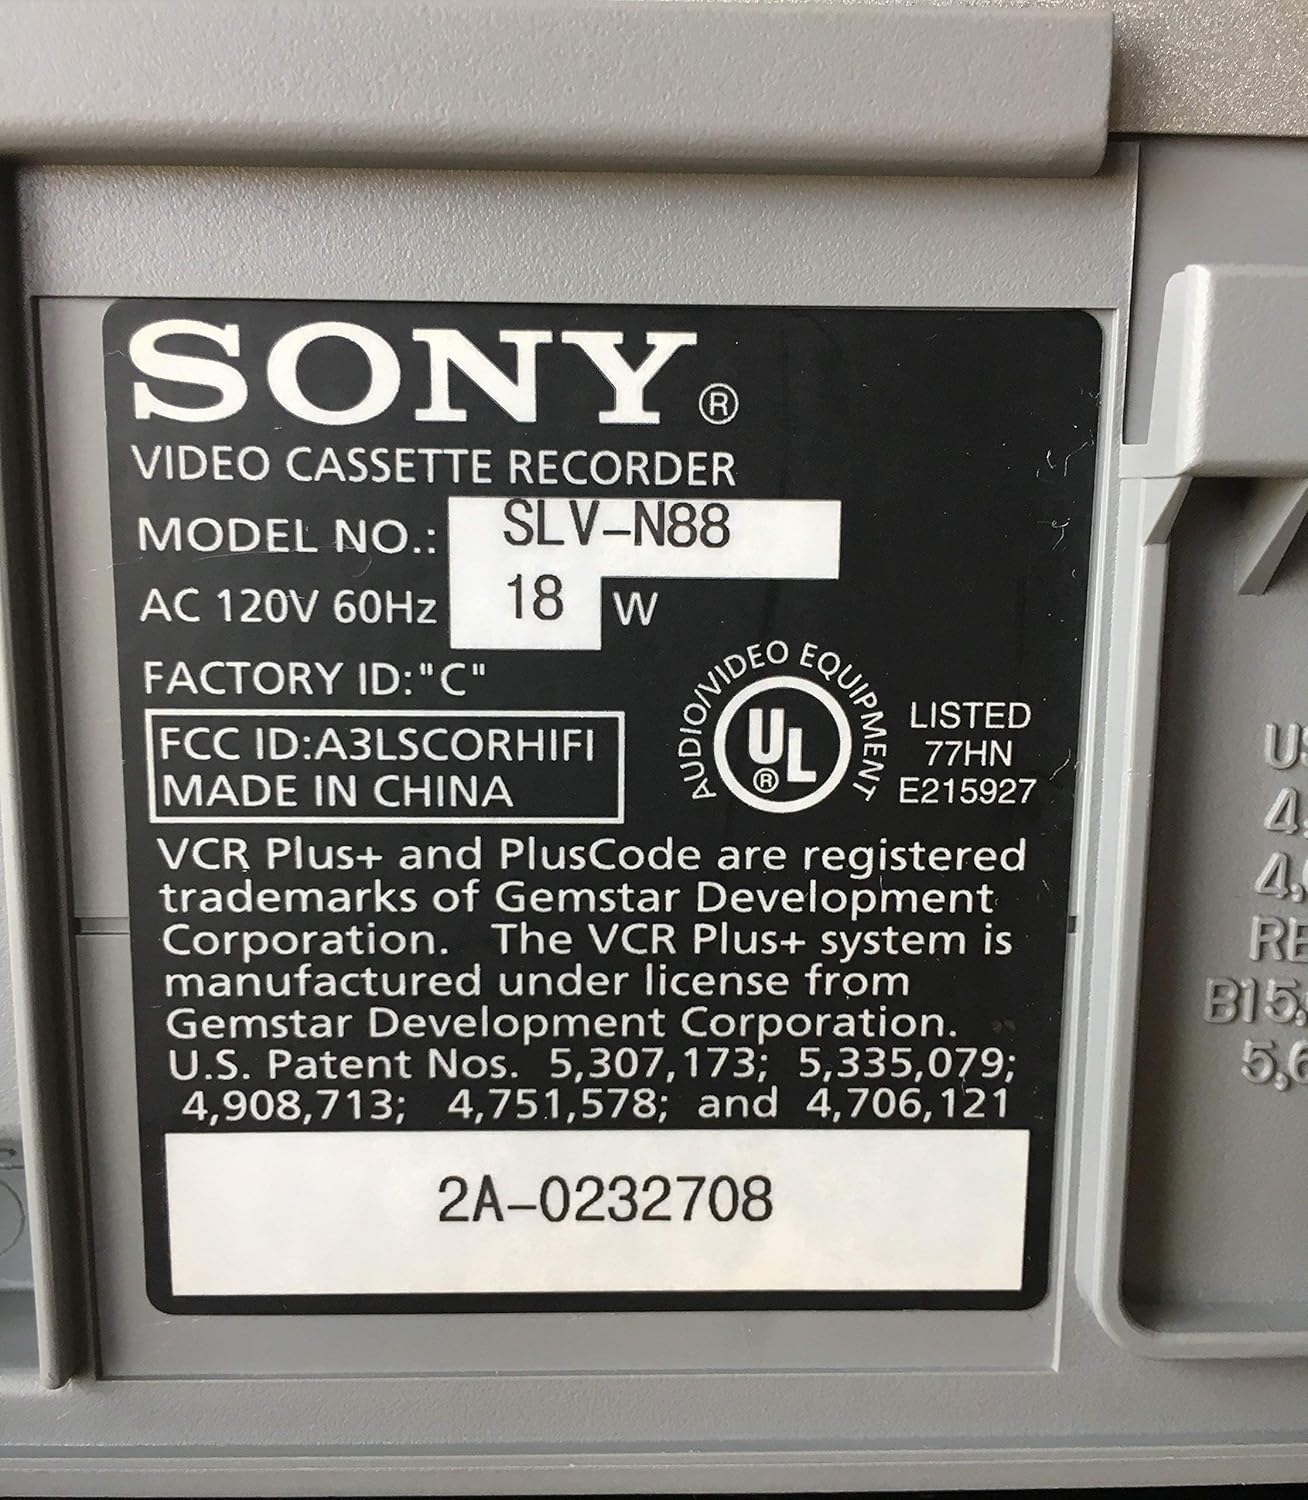 SONY®
VIDEO CASSETTE RECORDER
MODEL NO.: SLV-N88
AC 120V 60Hz 18 W
FACTORY ID:"C"
FCC ID:A3LSCORHIFI
MADE IN CHINA
AUDIO/VIDEO EQUIPMENT
UL®
LISTED
77HN
E215927
VCR Plus+ and PlusCode are registered
trademarks of Gemstar Development
Corporation. The VCR Plus+ system is
manufactured under license from
Gemstar Development Corporation.
U.S. Patent Nos. 5,307,173; 5,335,079;
4,908,713; 4,751,578; and 4,706,121
2A-0232708